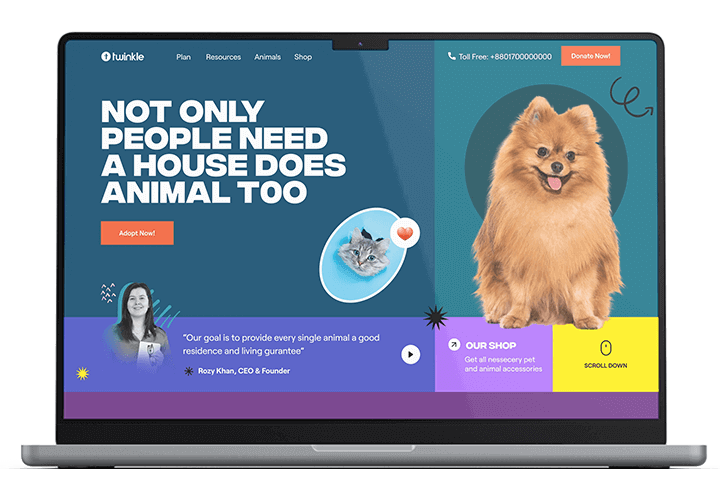 twinkle
Plan Resources Animals Shop
Toll Free: +8801700000000
Donate Now!
NOT ONLY
PEOPLE NEED
A HOUSE DOES
ANIMAL TOO
Adopt Now!
“Our goal is to provide every single animal a good
residence and living gurantee”
Rozy Khan, CEO & Founder
OUR SHOP
Get all nessecery pet
and animal accessories
SCROLL DOWN